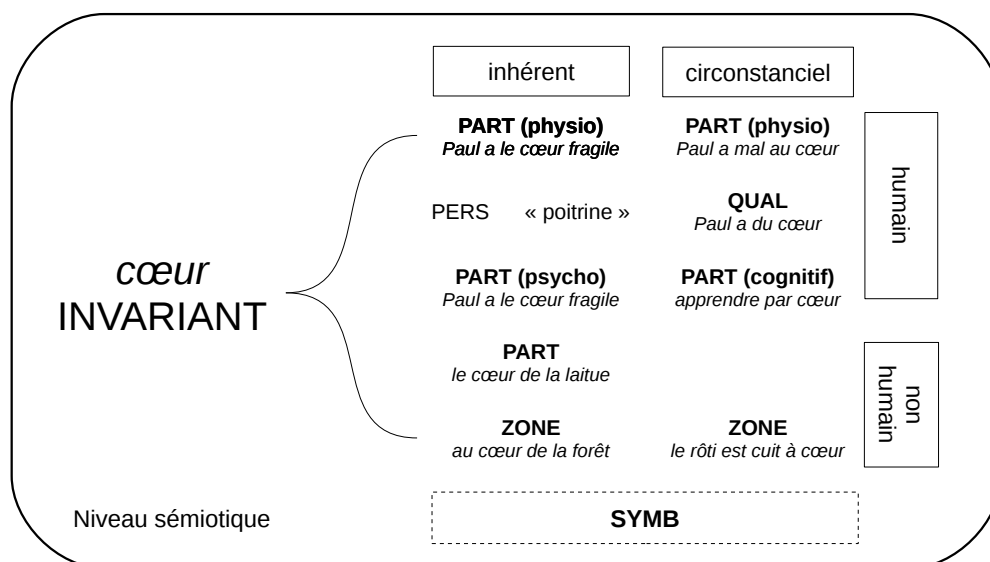 inhérent circonstanciel
PART (physio) PART (physio)
Paul a le cœur fragile Paul a mal au cœur
humain
PERS « poitrine » QUAL
Paul a du cœur
cœur
INVARIANT
PART (psycho) PART (cognitif)
Paul a le cœur fragile apprendre par cœur
PART
le cœur de la laitue
non
humain
ZONE ZONE
au cœur de la forêt le rôti est cuit à cœur
Niveau sémiotique SYMB